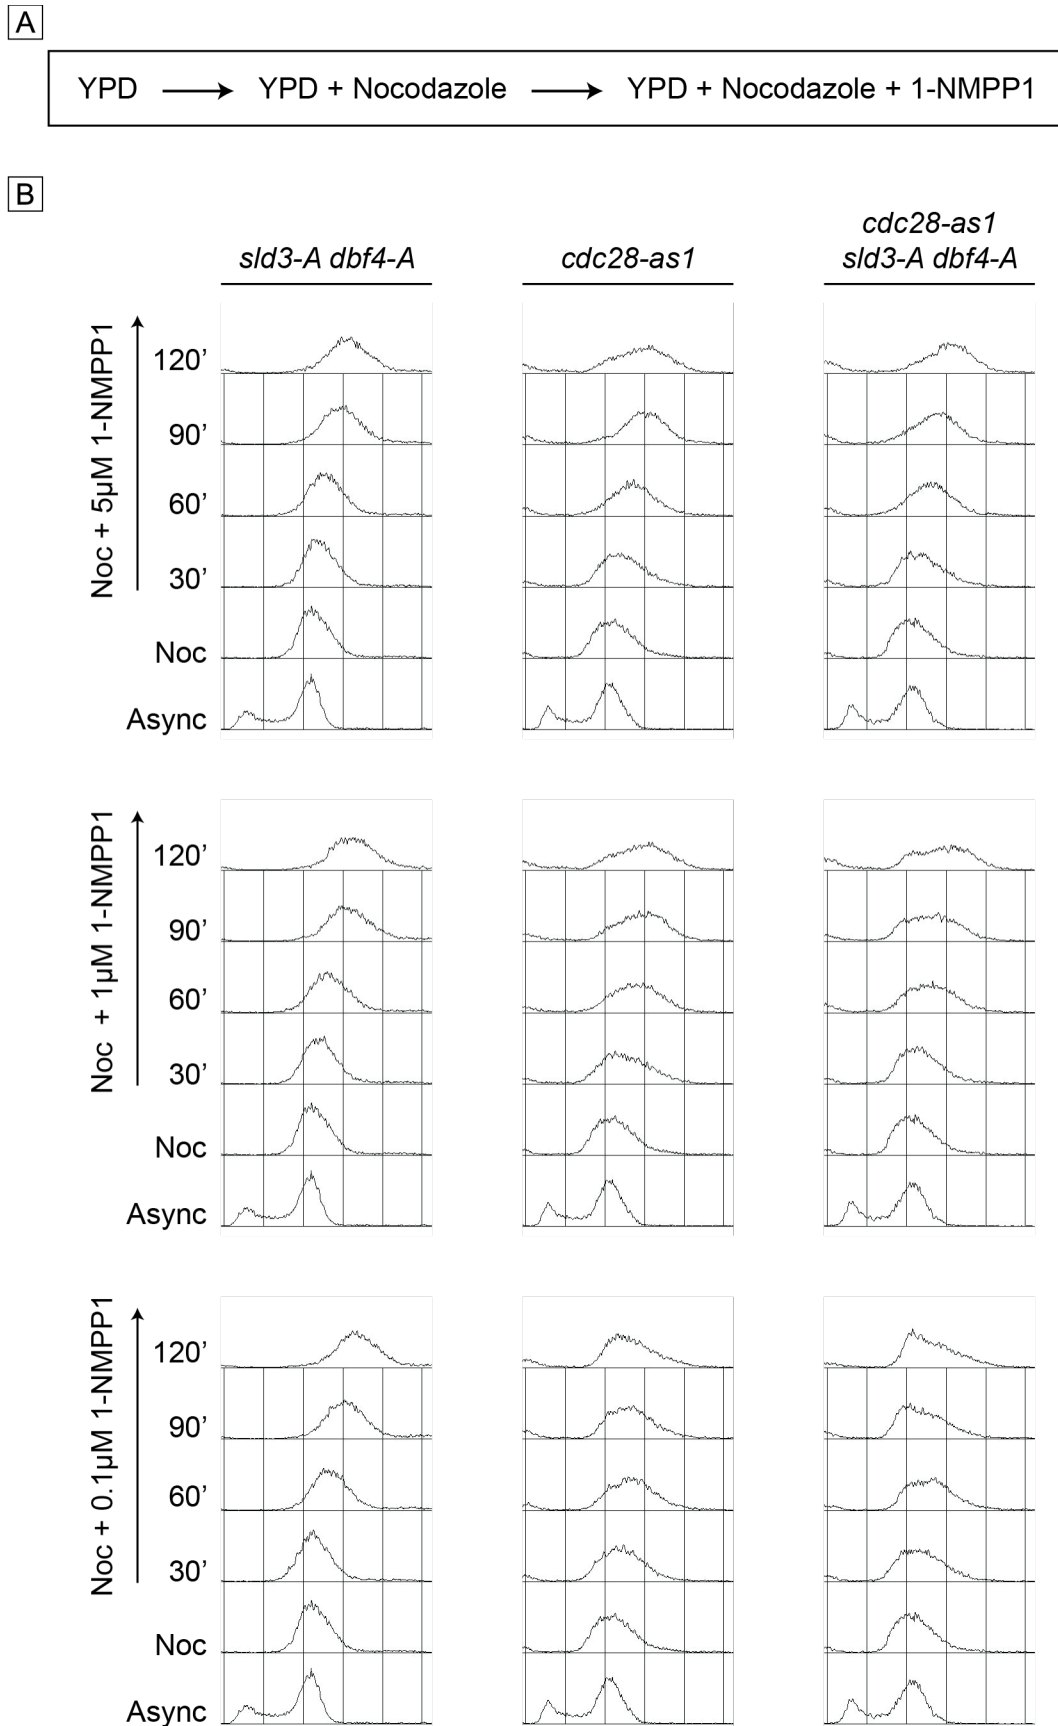 A
YPD → YPD + Nocodazole → YPD + Nocodazole + 1-NMPP1
B
sld3-A dbf4-A
cdc28-as1
cdc28-as1
sld3-A dbf4-A
Noc + 5µM 1-NMPP1
120’
90’
60’
30’
Noc
Async
Noc + 1µM 1-NMPP1
120’
90’
60’
30’
Noc
Async
Noc + 0.1µM 1-NMPP1
120’
90’
60’
30’
Noc
Async